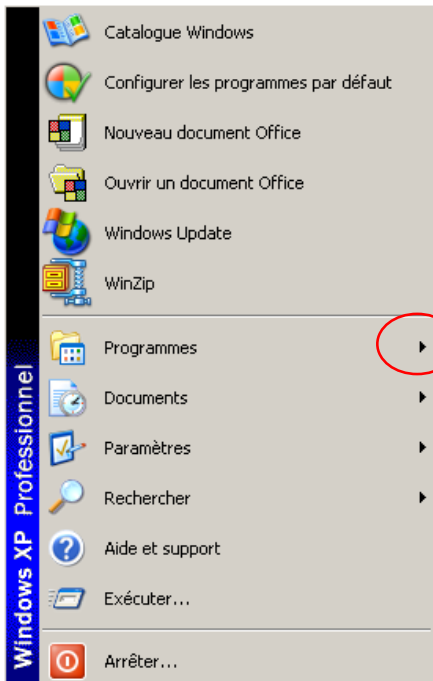 Catalogue Windows
Configurer les programmes par défaut
Nouveau document Office
Ouvrir un document Office
Windows Update
WinZip
Programmes
Documents
Paramètres
Rechercher
Aide et support
Exécuter...
Arrêter...
Windows XP Professionnel